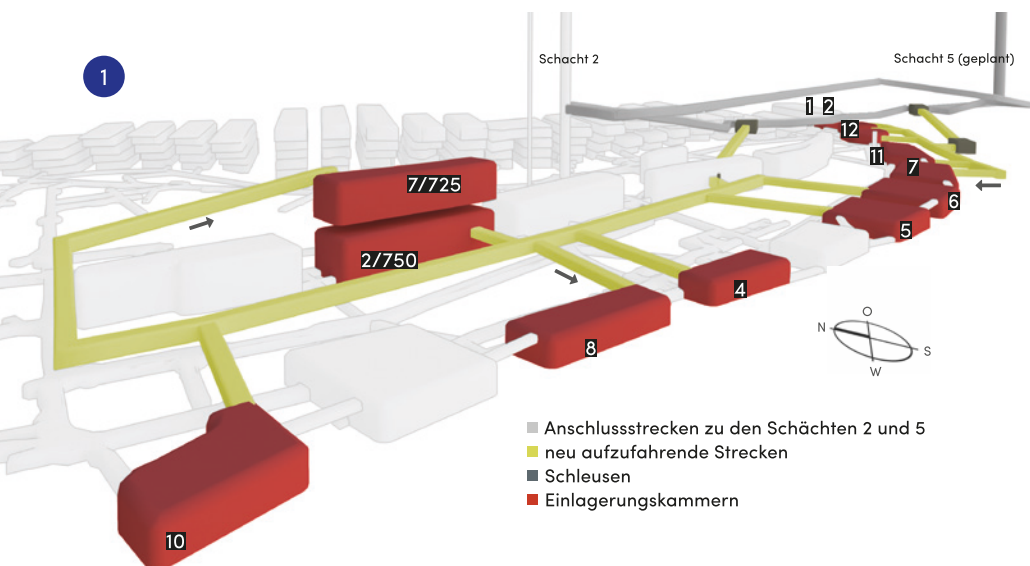 1
Schacht 2
Schacht 5 (geplant)
1 2
12
11
7
7/725
6
5
2/750
4
8
10
N
O
S
W
Anschlussstrecken zu den Schächten 2 und 5
neu aufzufahrende Strecken
Schleusen
Einlagerungskammern